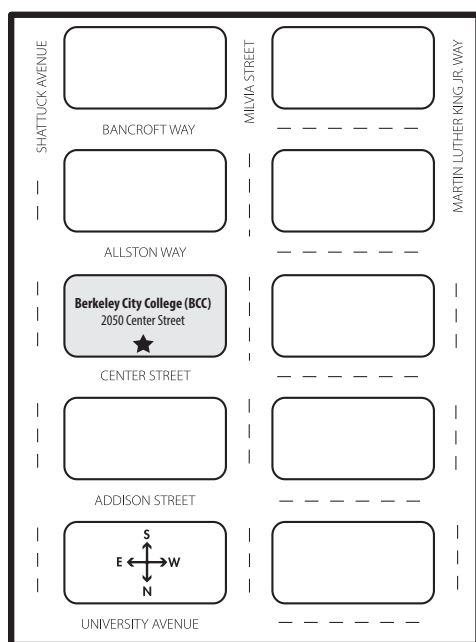 SHATTUCK AVENUE
MILVIA STREET
MARTIN LUTHER KING JR. WAY
BANCROFT WAY
ALLSTON WAY
Berkeley City College (BCC)
2050 Center Street
CENTER STREET
ADDISON STREET
S
E W
N
UNIVERSITY AVENUE